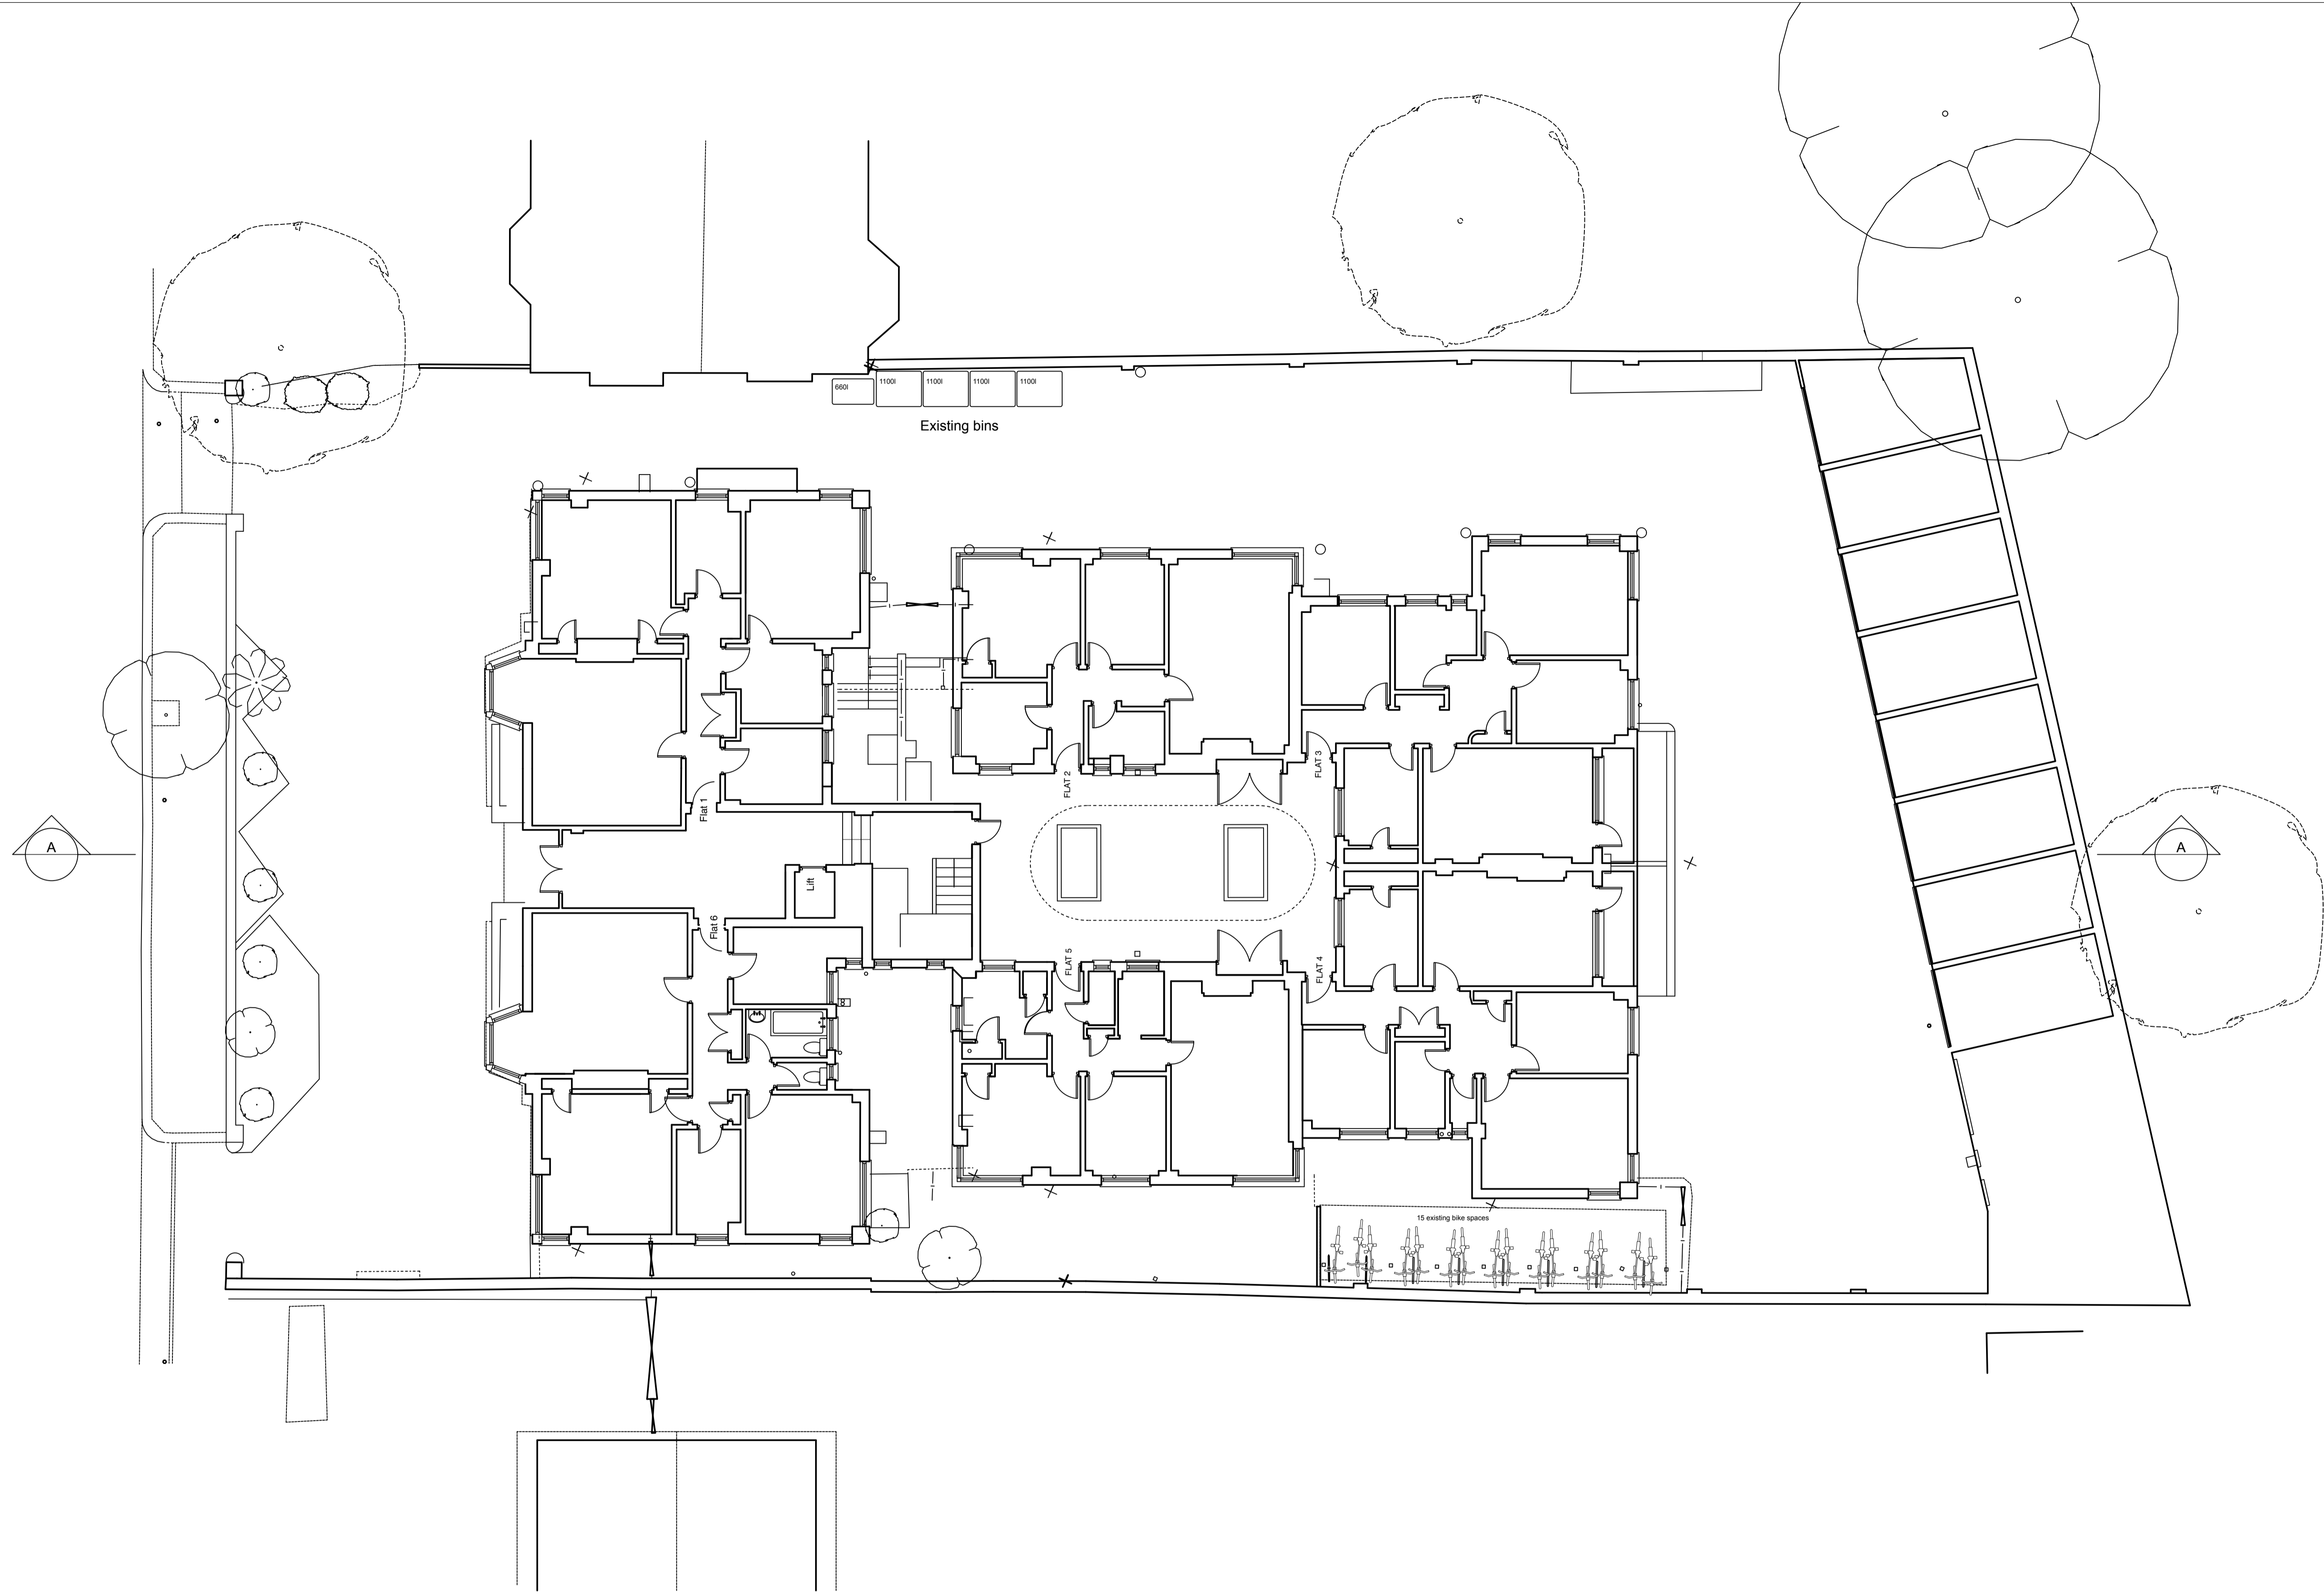 660l
1100l
1100l
1100l
1100l
Existing bins
FLAT 2
FLAT 3
Flat 1
A
A
Lift
Flat 6
FLAT 5
FLAT 4
15 existing bike spaces